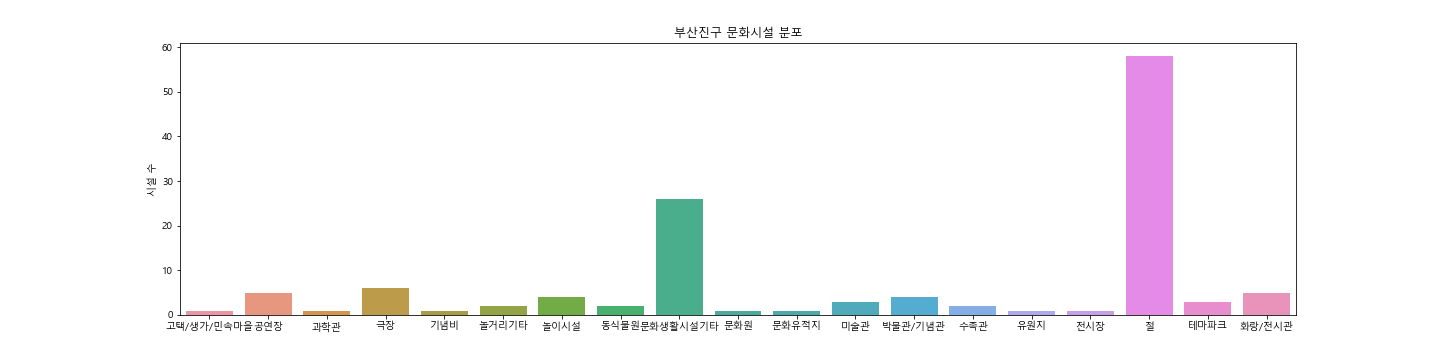 부산진구 문화시설 분포
시설 수
60
50
40
30
20
10
0
고택/생가/민속마을 공연장 과학관 극장 기념비 놀거리기타 놀이시설 동식물원 문화생활시설기타 문화원 문화유적지 미술관 박물관/기념관 수족관 유원지 전시장 절 테마파크 화랑/전시관